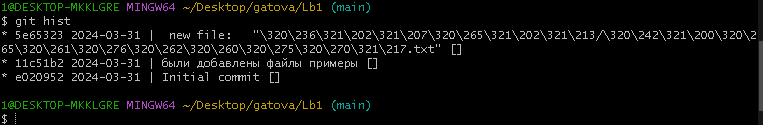 1@DESKTOP-MKKLGRE MINGW64 ~/Desktop/gatova/Lb1 (main)
$ git hist
* 5e65323 2024-03-31 |  new file:   "\320\236\321\202\321\207\320\265\321\202\321\213/\320\242\321\200\320\2
65\320\261\320\276\320\262\320\260\320\275\320\270\321\217.txt" []
* 11c51b2 2024-03-31 | были добавлены файлы примеры []
* e020952 2024-03-31 | Initial commit []
1@DESKTOP-MKKLGRE MINGW64 ~/Desktop/gatova/Lb1 (main)
$